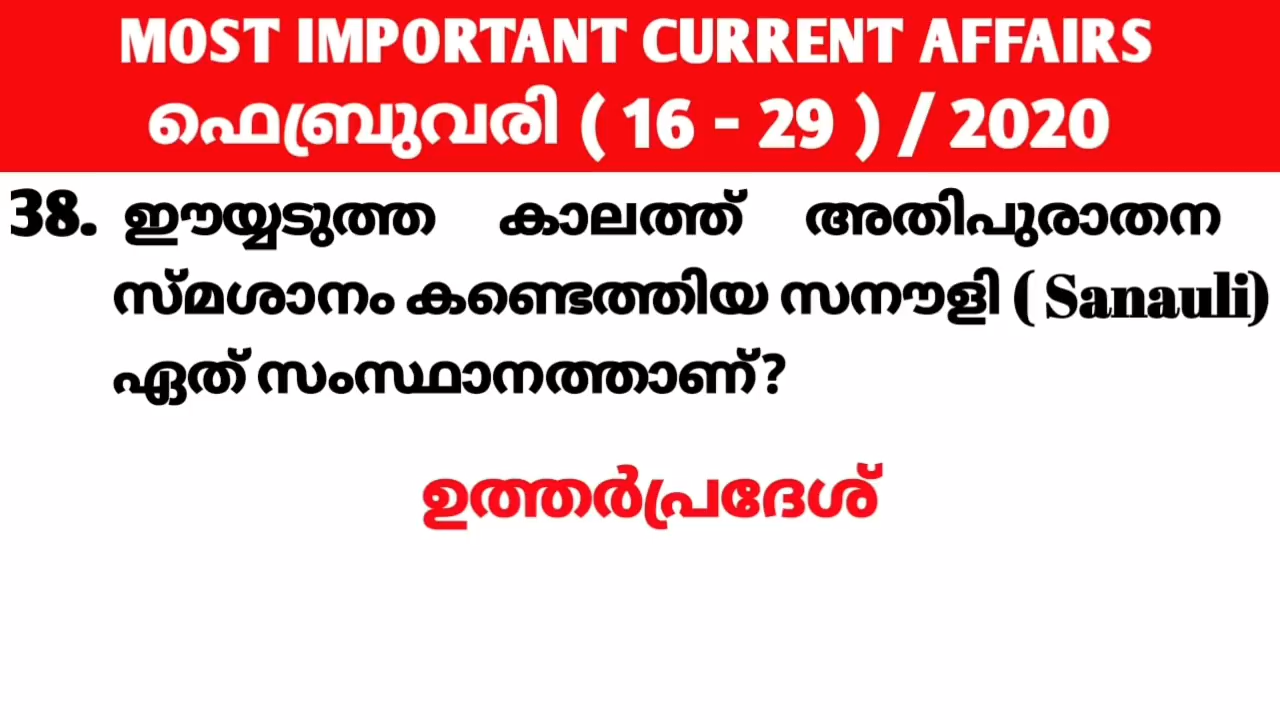 MOST IMPORTANT CURRENT AFFAIRS
ഫെബ്രുവരി ( 16 - 29 ) / 2020
38. ഈയ്യടുത്ത കാലത്ത് അതിപുരാതന
സ്മശാനം കണ്ടെത്തിയ സനൗളി ( Sanauli)
ഏത് സംസ്ഥാനത്താണ്?
ഉത്തർപ്രദേശ്